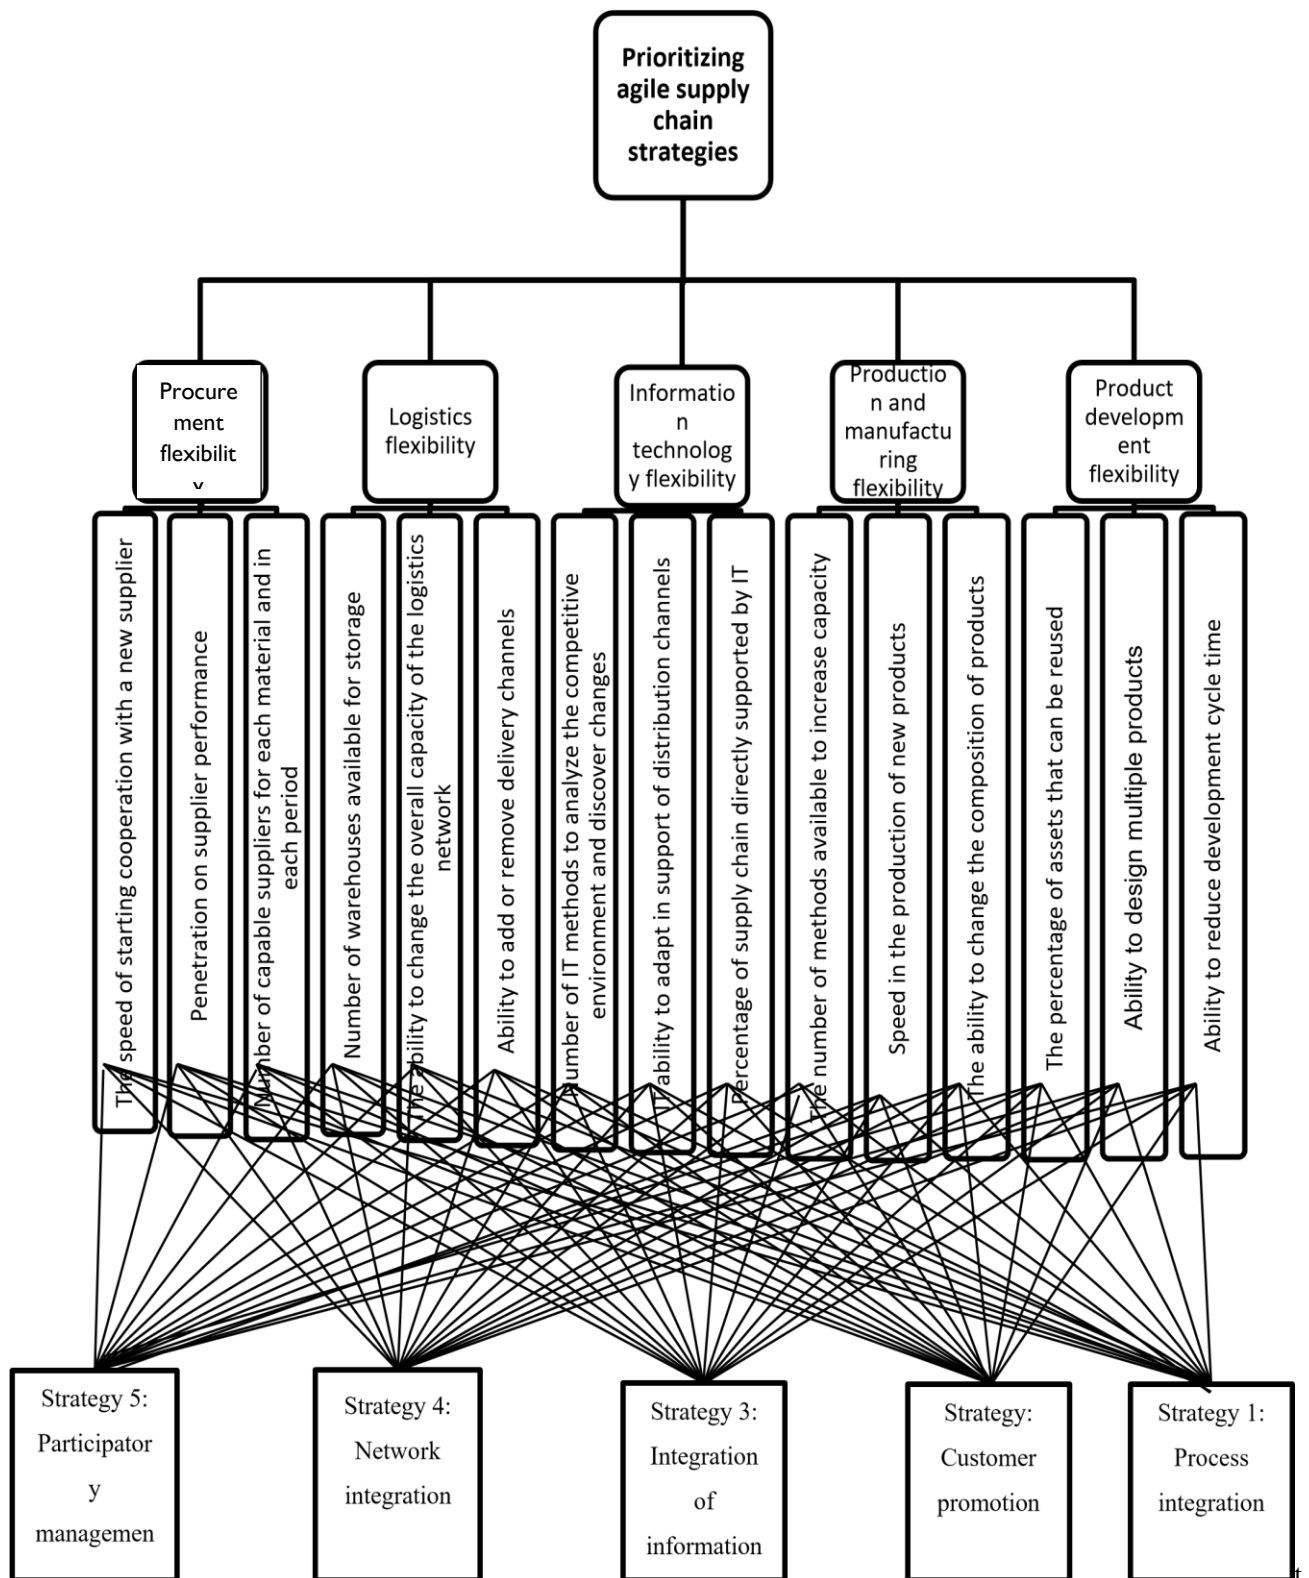 Prioritizing
agile supply
chain
strategies
Procure
ment
flexibilit
y
Logistics
flexibility
Informatio
n
technolog
y flexibility
Productio
n and
manufactu
ring
flexibility
Product
developm
ent
flexibility
The speed of starting cooperation with a new supplier
Penetration on supplier performance
Number of capable suppliers for each material and in
each period
Number of warehouses available for storage
The ability to change the overall capacity of the logistics
network
Ability to add or remove delivery channels
Number of IT methods to analyze the competitive
environment and discover changes
IT ability to adapt in support of distribution channels
Percentage of supply chain directly supported by IT
The number of methods available to increase capacity
Speed in the production of new products
The ability to change the composition of products
The percentage of assets that can be reused
Ability to design multiple products
Ability to reduce development cycle time
Strategy 5:
Participator
y
managemen
Strategy 4:
Network
integration
Strategy 3:
Integration
of
information
Strategy:
Customer
promotion
Strategy 1:
Process
integration
t